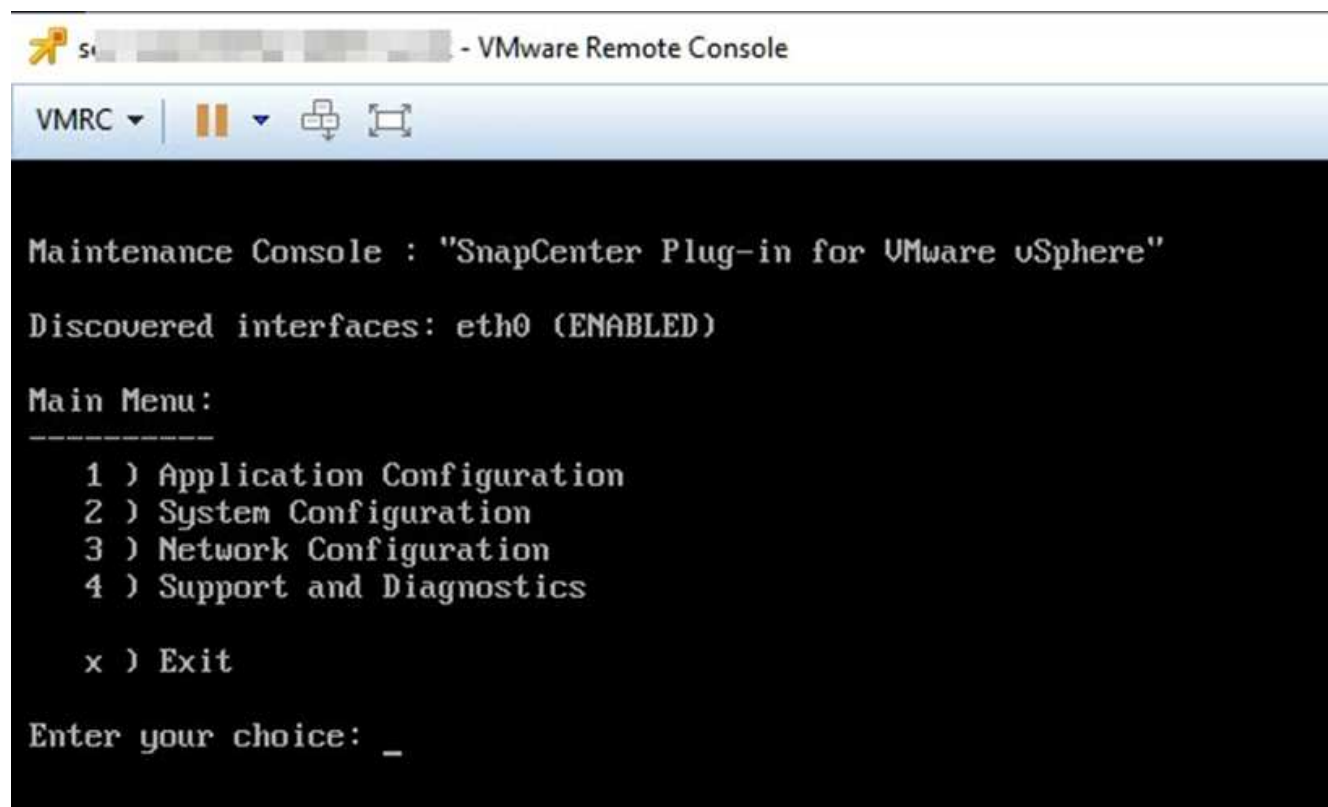 - VMware Remote Console
VMRC
Maintenance Console : "SnapCenter Plug-in for VMware vSphere"
Discovered interfaces: eth0 (ENABLED)
Main Menu:
----------
1 ) Application Configuration
2 ) System Configuration
3 ) Network Configuration
4 ) Support and Diagnostics
x ) Exit
Enter your choice: _